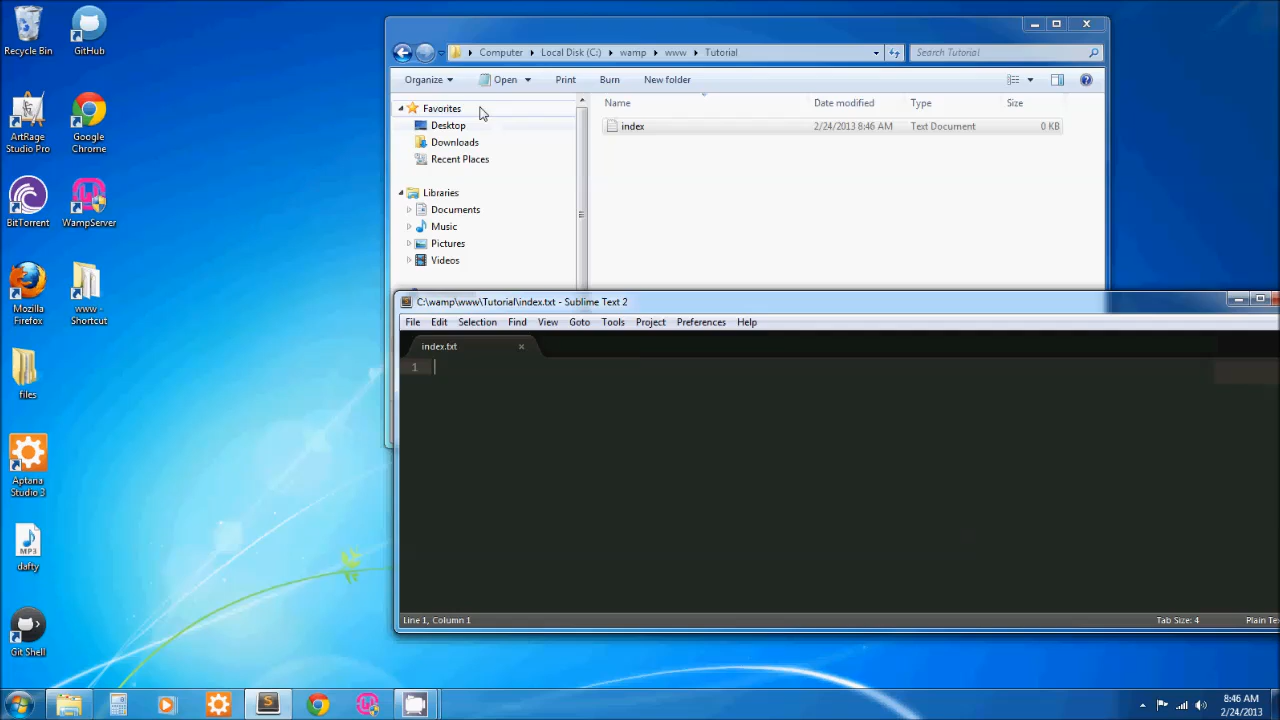 Recycle Bin
GitHub
ArtRage Studio Pro
Google Chrome
BitTorrent
WampServer
Mozilla Firefox
www - Shortcut
files
Aptana Studio 3
MP3
dafty
Git Shell
Computer Local Disk (C:) wamp www Tutorial
Search Tutorial
Organize Open Print Burn New folder
Name Date modified Type Size
index 2/24/2013 8:46 AM Text Document 0 KB
Favorites
Desktop
Downloads
Recent Places
Libraries
Documents
Music
Pictures
Videos
C:\wamp\www\Tutorial\index.txt - Sublime Text 2
File Edit Selection Find View Goto Tools Project Preferences Help
index.txt
1
Line 1, Column 1
Tab Size: 4
Plain Te
8:46 AM
2/24/2013